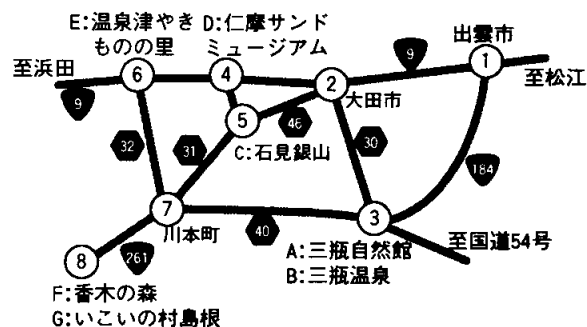 E:温泉津やき
ものの里
D:仁摩サンド
ミュージアム
出雲市
至浜田
6
4
9
1
至松江
9
2
大田市
5
46
32
31
C:石見銀山
30
184
7
川本町
40
3
至国道54号
8
261
A:三瓶自然館
B:三瓶温泉
F:香木の森
G:いこいの村島根